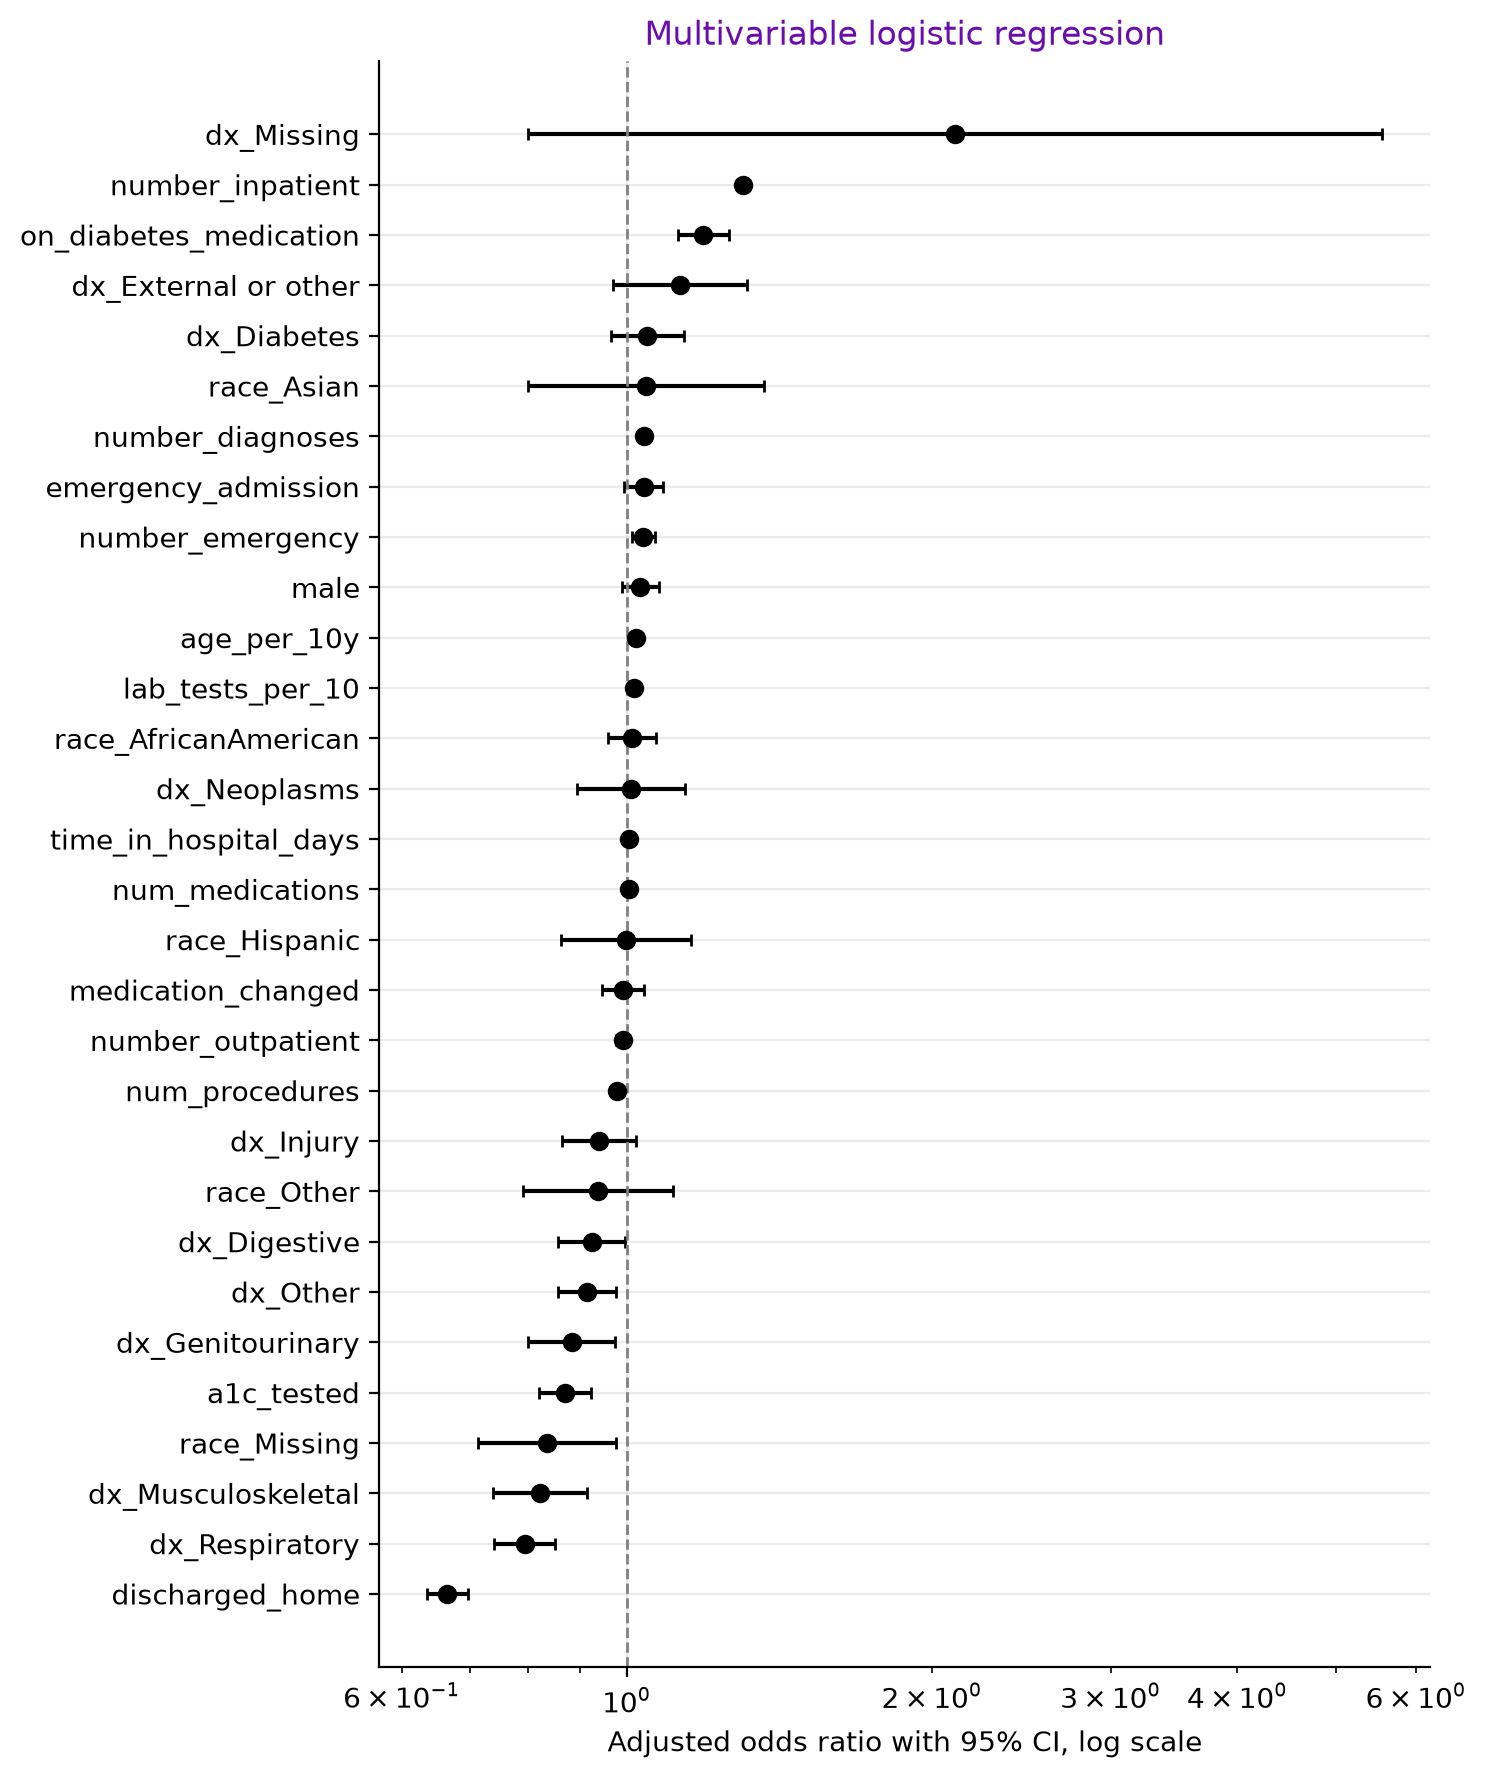 Multivariable logistic regression
dx_Missing
number_inpatient
on_diabetes_medication
dx_External or other
dx_Diabetes
race_Asian
number_diagnoses
emergency_admission
number_emergency
male
age_per_10y
lab_tests_per_10
race_AfricanAmerican
dx_Neoplasms
time_in_hospital_days
num_medications
race_Hispanic
medication_changed
number_outpatient
num_procedures
dx_Injury
race_Other
dx_Digestive
dx_Other
dx_Genitourinary
a1c_tested
race_Missing
dx_Musculoskeletal
dx_Respiratory
discharged_home
6 × 10⁻¹ 10⁰ 2 × 10⁰ 3 × 10⁰ 4 × 10⁰ 6 × 10⁰
Adjusted odds ratio with 95% CI, log scale